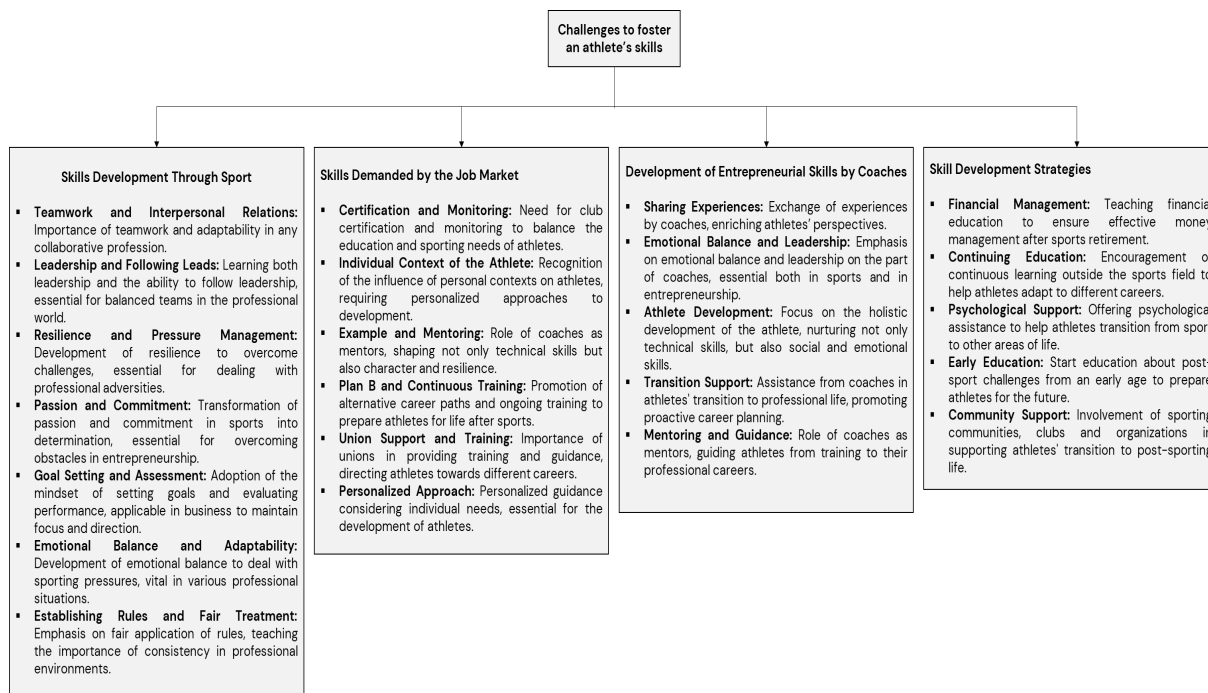 Challenges to foster
an athlete's skills
Skills Development Through Sport
▪ Teamwork and Interpersonal Relations:
Importance of teamwork and adaptability in any
collaborative profession.
▪ Leadership and Following Leads: Learning both
leadership and the ability to follow leadership,
essential for balanced teams in the professional
world.
▪ Resilience and Pressure Management:
Development of resilience to overcome
challenges, essential for dealing with
professional adversities.
▪ Passion and Commitment: Transformation of
passion and commitment in sports into
determination, essential for overcoming
obstacles in entrepreneurship.
▪ Goal Setting and Assessment: Adoption of the
mindset of setting goals and evaluating
performance, applicable in business to maintain
focus and direction.
▪ Emotional Balance and Adaptability:
Development of emotional balance to deal with
sporting pressures, vital in various professional
situations.
▪ Establishing Rules and Fair Treatment:
Emphasis on fair application of rules, teaching
the importance of consistency in professional
environments.
Skills Demanded by the Job Market
▪ Certification and Monitoring: Need for club
certification and monitoring to balance the
education and sporting needs of athletes.
▪ Individual Context of the Athlete: Recognition
of the influence of personal contexts on athletes,
requiring personalized approaches to
development.
▪ Example and Mentoring: Role of coaches as
mentors, shaping not only technical skills but
also character and resilience.
▪ Plan B and Continuous Training: Promotion of
alternative career paths and ongoing training to
prepare athletes for life after sports.
▪ Union Support and Training: Importance of
unions in providing training and guidance,
directing athletes towards different careers.
▪ Personalized Approach: Personalized guidance
considering individual needs, essential for the
development of athletes.
Development of Entrepreneurial Skills by Coaches
▪ Sharing Experiences: Exchange of experiences
by coaches, enriching athletes' perspectives.
▪ Emotional Balance and Leadership: Emphasis
on emotional balance and leadership on the part
of coaches, essential both in sports and in
entrepreneurship.
▪ Athlete Development: Focus on the holistic
development of the athlete, nurturing not only
technical skills, but also social and emotional
skills.
▪ Transition Support: Assistance from coaches in
athletes' transition to professional life, promoting
proactive career planning.
▪ Mentoring and Guidance: Role of coaches as
mentors, guiding athletes from training to their
professional careers.
Skill Development Strategies
▪ Financial Management: Teaching financia
education to ensure effective money
management after sports retirement.
▪ Continuing Education: Encouragement o
continuous learning outside the sports field to
help athletes adapt to different careers.
▪ Psychological Support: Offering psychologica
assistance to help athletes transition from spor
to other areas of life.
▪ Early Education: Start education about post-
sport challenges from an early age to prepare
athletes for the future.
▪ Community Support: Involvement of sporting
communities, clubs and organizations in
supporting athletes' transition to post-sporting
life.